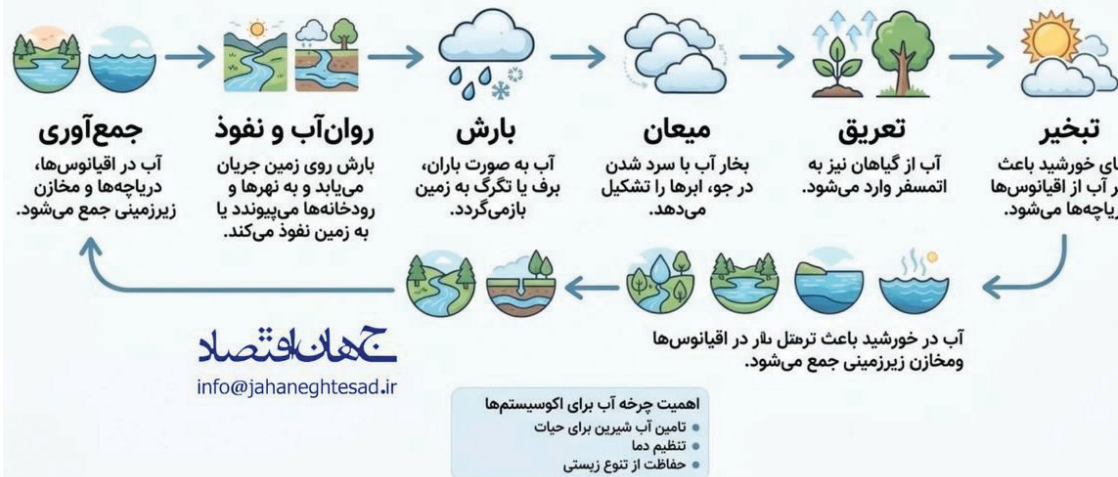 تبخیر
ای خورشید باعث
ر آب از اقیانوس‌ها
ریاچه‌ها می‌شود.
تعریق
آب از گیاهان نیز به
اتمسفر وارد می‌شود.
میعان
بخار آب با سرد شدن
در جو، ابرها را تشکیل
می‌دهد.
بارش
آب به صورت باران،
برف یا تگرگ به زمین
بازمی‌گردد.
روان‌آب و نفوذ
بارش روی زمین جریان
می‌یابد و به نهرها و
رودخانه‌ها می‌پیوندد یا
به زمین نفوذ می‌کند.
جمع‌آوری
آب در اقیانوس‌ها،
دریاچه‌ها و مخازن
زیرزمینی جمع می‌شود.
آب در خورشید باعث در اقیانوس‌ها
ومخازن زیرزمینی جمع می‌شود.
جهان اقتصاد
info@jahaneghtesad.ir
اهمیت چرخه آب برای اکوسیستم‌ها
تامین آب شیرین برای حیات
تنظیم دما
حفاظت از تنوع زیستی